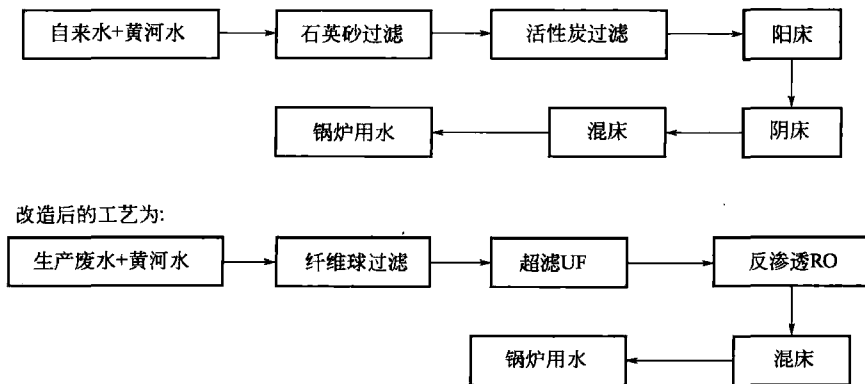 自来水+黄河水
石英砂过滤
活性炭过滤
阳床
锅炉用水
混床
阴床
改造后的工艺为:
生产废水+黄河水
纤维球过滤
超滤UF
反渗透RO
锅炉用水
混床